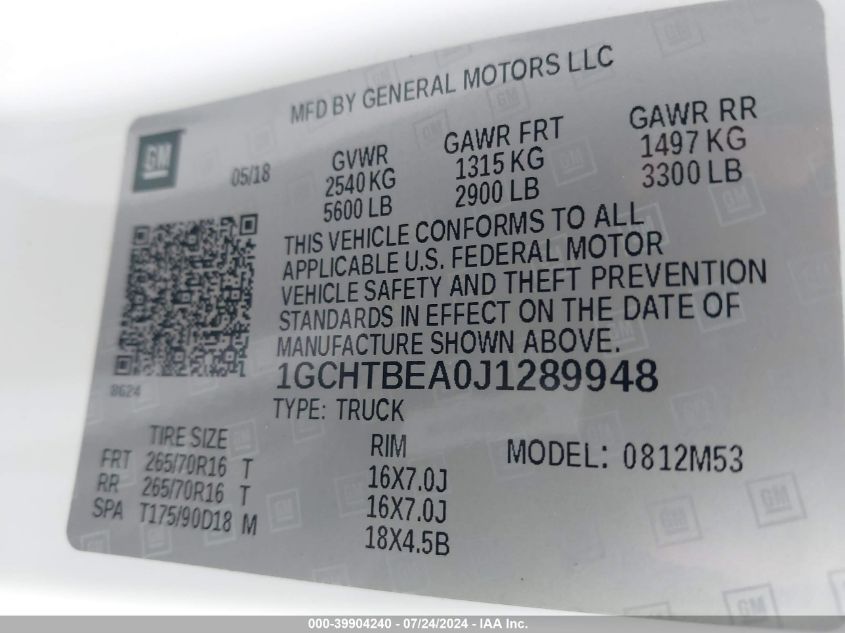 MFD BY GENERAL MOTORS LLC
GM
05/18
GVWR
2540 KG
5600 LB
GAWR FRT
1315 KG
2900 LB
GAWR RR
1497 KG
3300 LB
THIS VEHICLE CONFORMS TO ALL
APPLICABLE U.S. FEDERAL MOTOR
VEHICLE SAFETY AND THEFT PREVENTION
STANDARDS IN EFFECT ON THE DATE OF
MANUFACTURE SHOWN ABOVE.
8624
1GCHTBEA0J1289948
TYPE: TRUCK
TIRE SIZE
RIM
MODEL: 0812M53
FRT 265/70R16 T 16X7.0J
RR 265/70R16 T 16X7.0J
SPA T175/90D18 M 18X4.5B
000-39904240 - 07/24/2024 - IAA Inc.